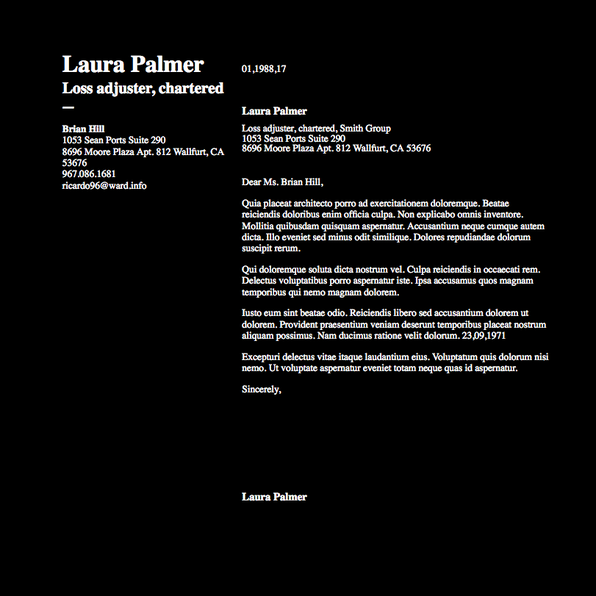 Laura Palmer
Loss adjuster, chartered
—
Brian Hill
1053 Sean Ports Suite 290
8696 Moore Plaza Apt. 812 Wallfurt, CA
53676
967.086.1681
ricardo96@ward.info
01,1988,17
Laura Palmer
Loss adjuster, chartered, Smith Group
1053 Sean Ports Suite 290
8696 Moore Plaza Apt. 812 Wallfurt, CA 53676
Dear Ms. Brian Hill,
Quia placeat architecto porro ad exercitationem doloremque. Beatae
reiciendis doloribus enim officia culpa. Non explicabo omnis inventore.
Mollitia quibusdam quisquam aspernatur. Accusantium neque cumque autem
dicta. Illo eveniet sed minus odit similique. Dolores repudiandae dolorum
suscipit rerum.
Qui doloremque soluta dicta nostrum vel. Culpa reiciendis in occaecati rem.
Delectus voluptatibus porro aspernatur iste. Ipsa accusamus quos magnam
temporibus qui nemo magnam dolorem.
Iusto eum sint beatae odio. Reiciendis libero sed accusantium dolorem ut
dolorem. Provident praesentium veniam deserunt temporibus placeat nostrum
aliquam possimus. Nam ducimus ratione velit dolorum. 23,09,1971
Excepturi delectus vitae itaque laudantium eius. Voluptatum quis dolorum nisi
nemo. Ut voluptate aspernatur eveniet totam neque quas id aspernatur.
Sincerely,
Laura Palmer